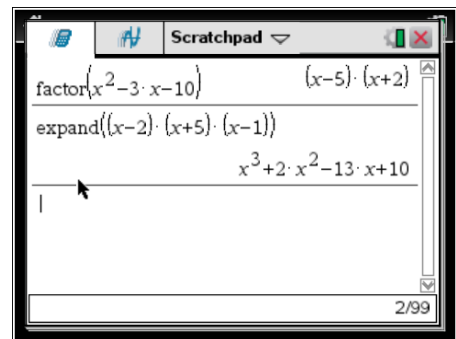 Scratchpad
factor(x²-3·x-10) (x-5)·(x+2)
expand((x-2)·(x+5)·(x-1))
x³+2·x²-13·x+10
2/99